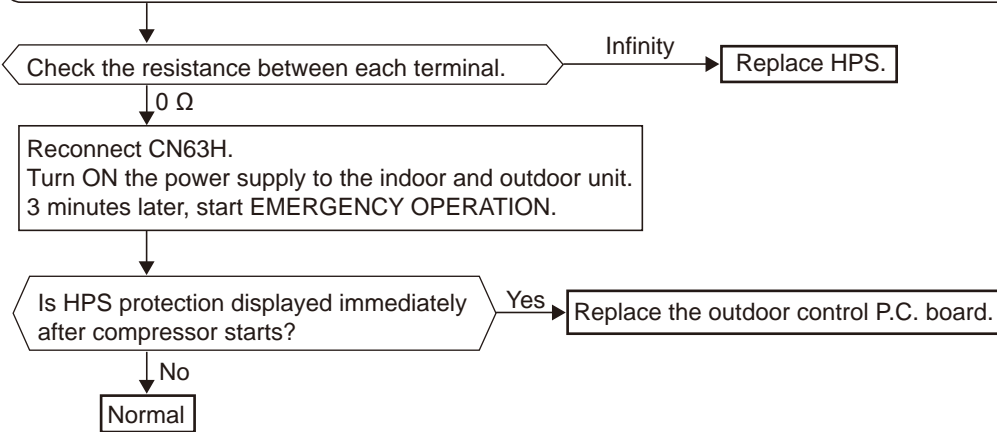 Check the resistance between each terminal.
Infinity
Replace HPS.
0 Ω
Reconnect CN63H.
Turn ON the power supply to the indoor and outdoor unit.
3 minutes later, start EMERGENCY OPERATION.
Is HPS protection displayed immediately
after compressor starts?
Yes
Replace the outdoor control P.C. board.
No
Normal